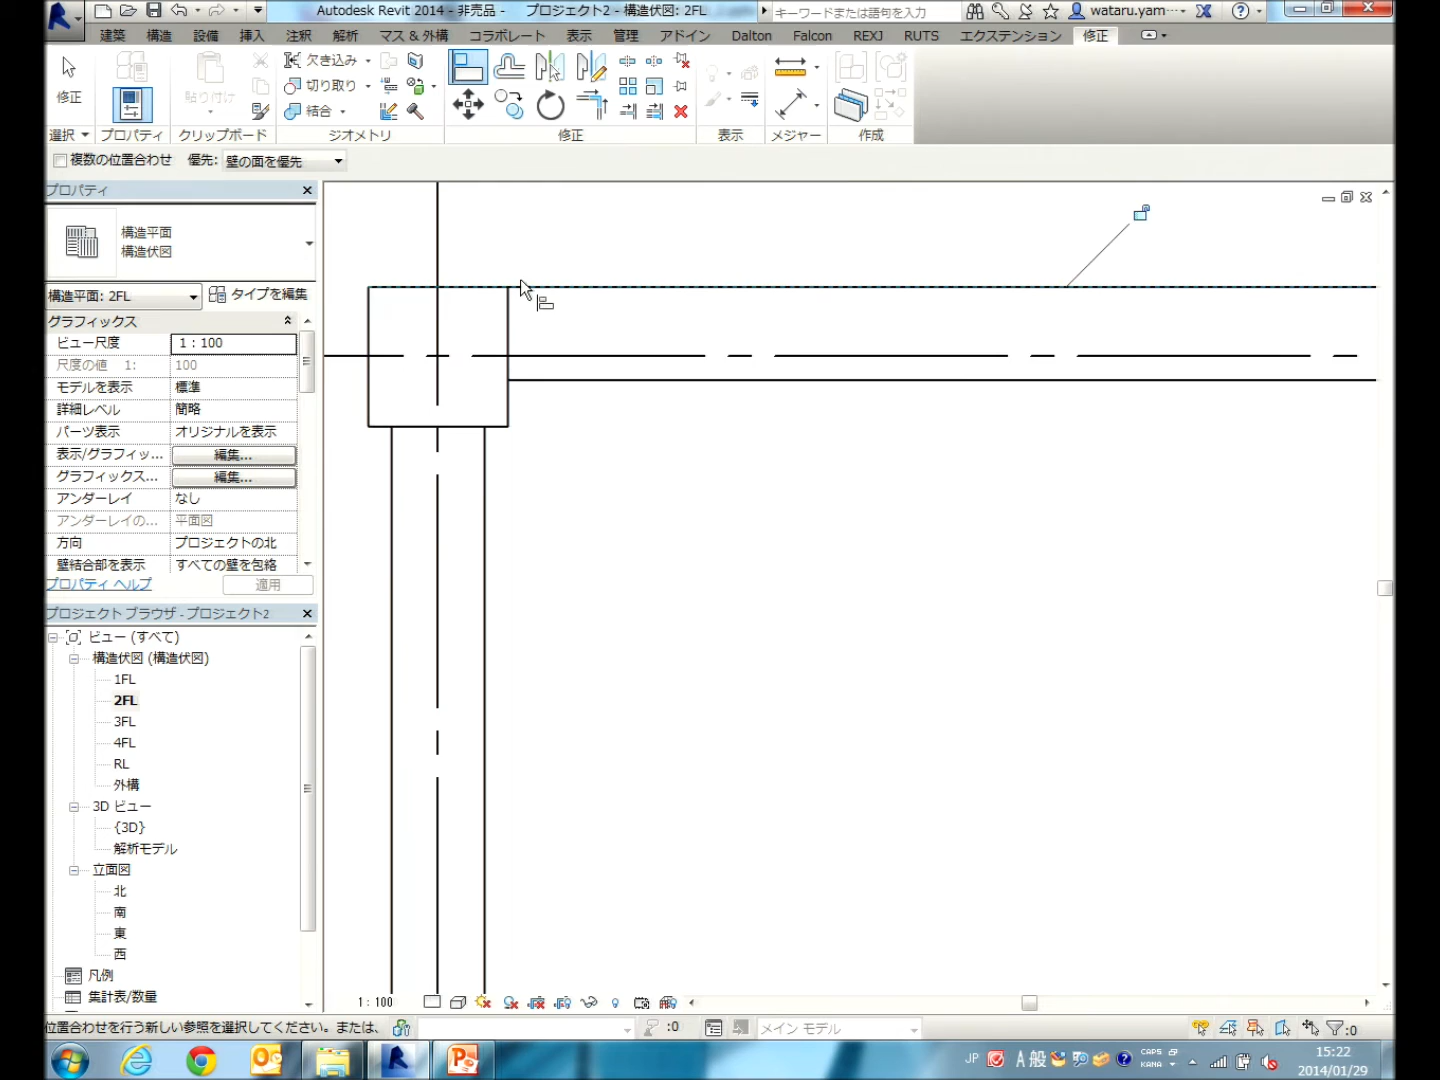 Autodesk Revit 2014 - 非売品 - プロジェクト2 - 構造伏図: 2FL
キーワードまたは語句を入力
wataru.yam...
建築 構造 設備 挿入 注釈 解析 マス & 外構 コラボレート 表示 管理 アドイン Dalton Falcon REXJ RUTS エクステンション 修正
修正
欠き込み
切り取り
結合
貼り付け
選択 プロパティ クリップボード ジオメトリ 修正 表示 メジャー 作成
複数の位置合わせ 優先: 壁の面を優先
プロパティ
構造平面
構造伏図
構造平面: 2FL タイプを編集
グラフィックス
ビュー尺度 1 : 100
尺度の値 1: 100
モデルを表示 標準
詳細レベル 簡略
パーツ表示 オリジナルを表示
表示/グラフィッ... 編集...
グラフィックス... 編集...
アンダーレイ なし
アンダーレイの... 平面図
方向 プロジェクトの北
壁結合部を表示 すべての壁を包絡
プロパティ ヘルプ 適用
プロジェクト ブラウザ - プロジェクト2
ビュー (すべて)
構造伏図 (構造伏図)
1FL
2FL
3FL
4FL
RL
外構
3D ビュー
{3D}
解析モデル
立面図
北
南
東
西
凡例
集計表/数量
1 : 100
位置合わせを行う新しい参照を選択してください。または、
:0
メイン モデル
:0
JP
A 般
CAPS
KANA
15:22
2014/01/29